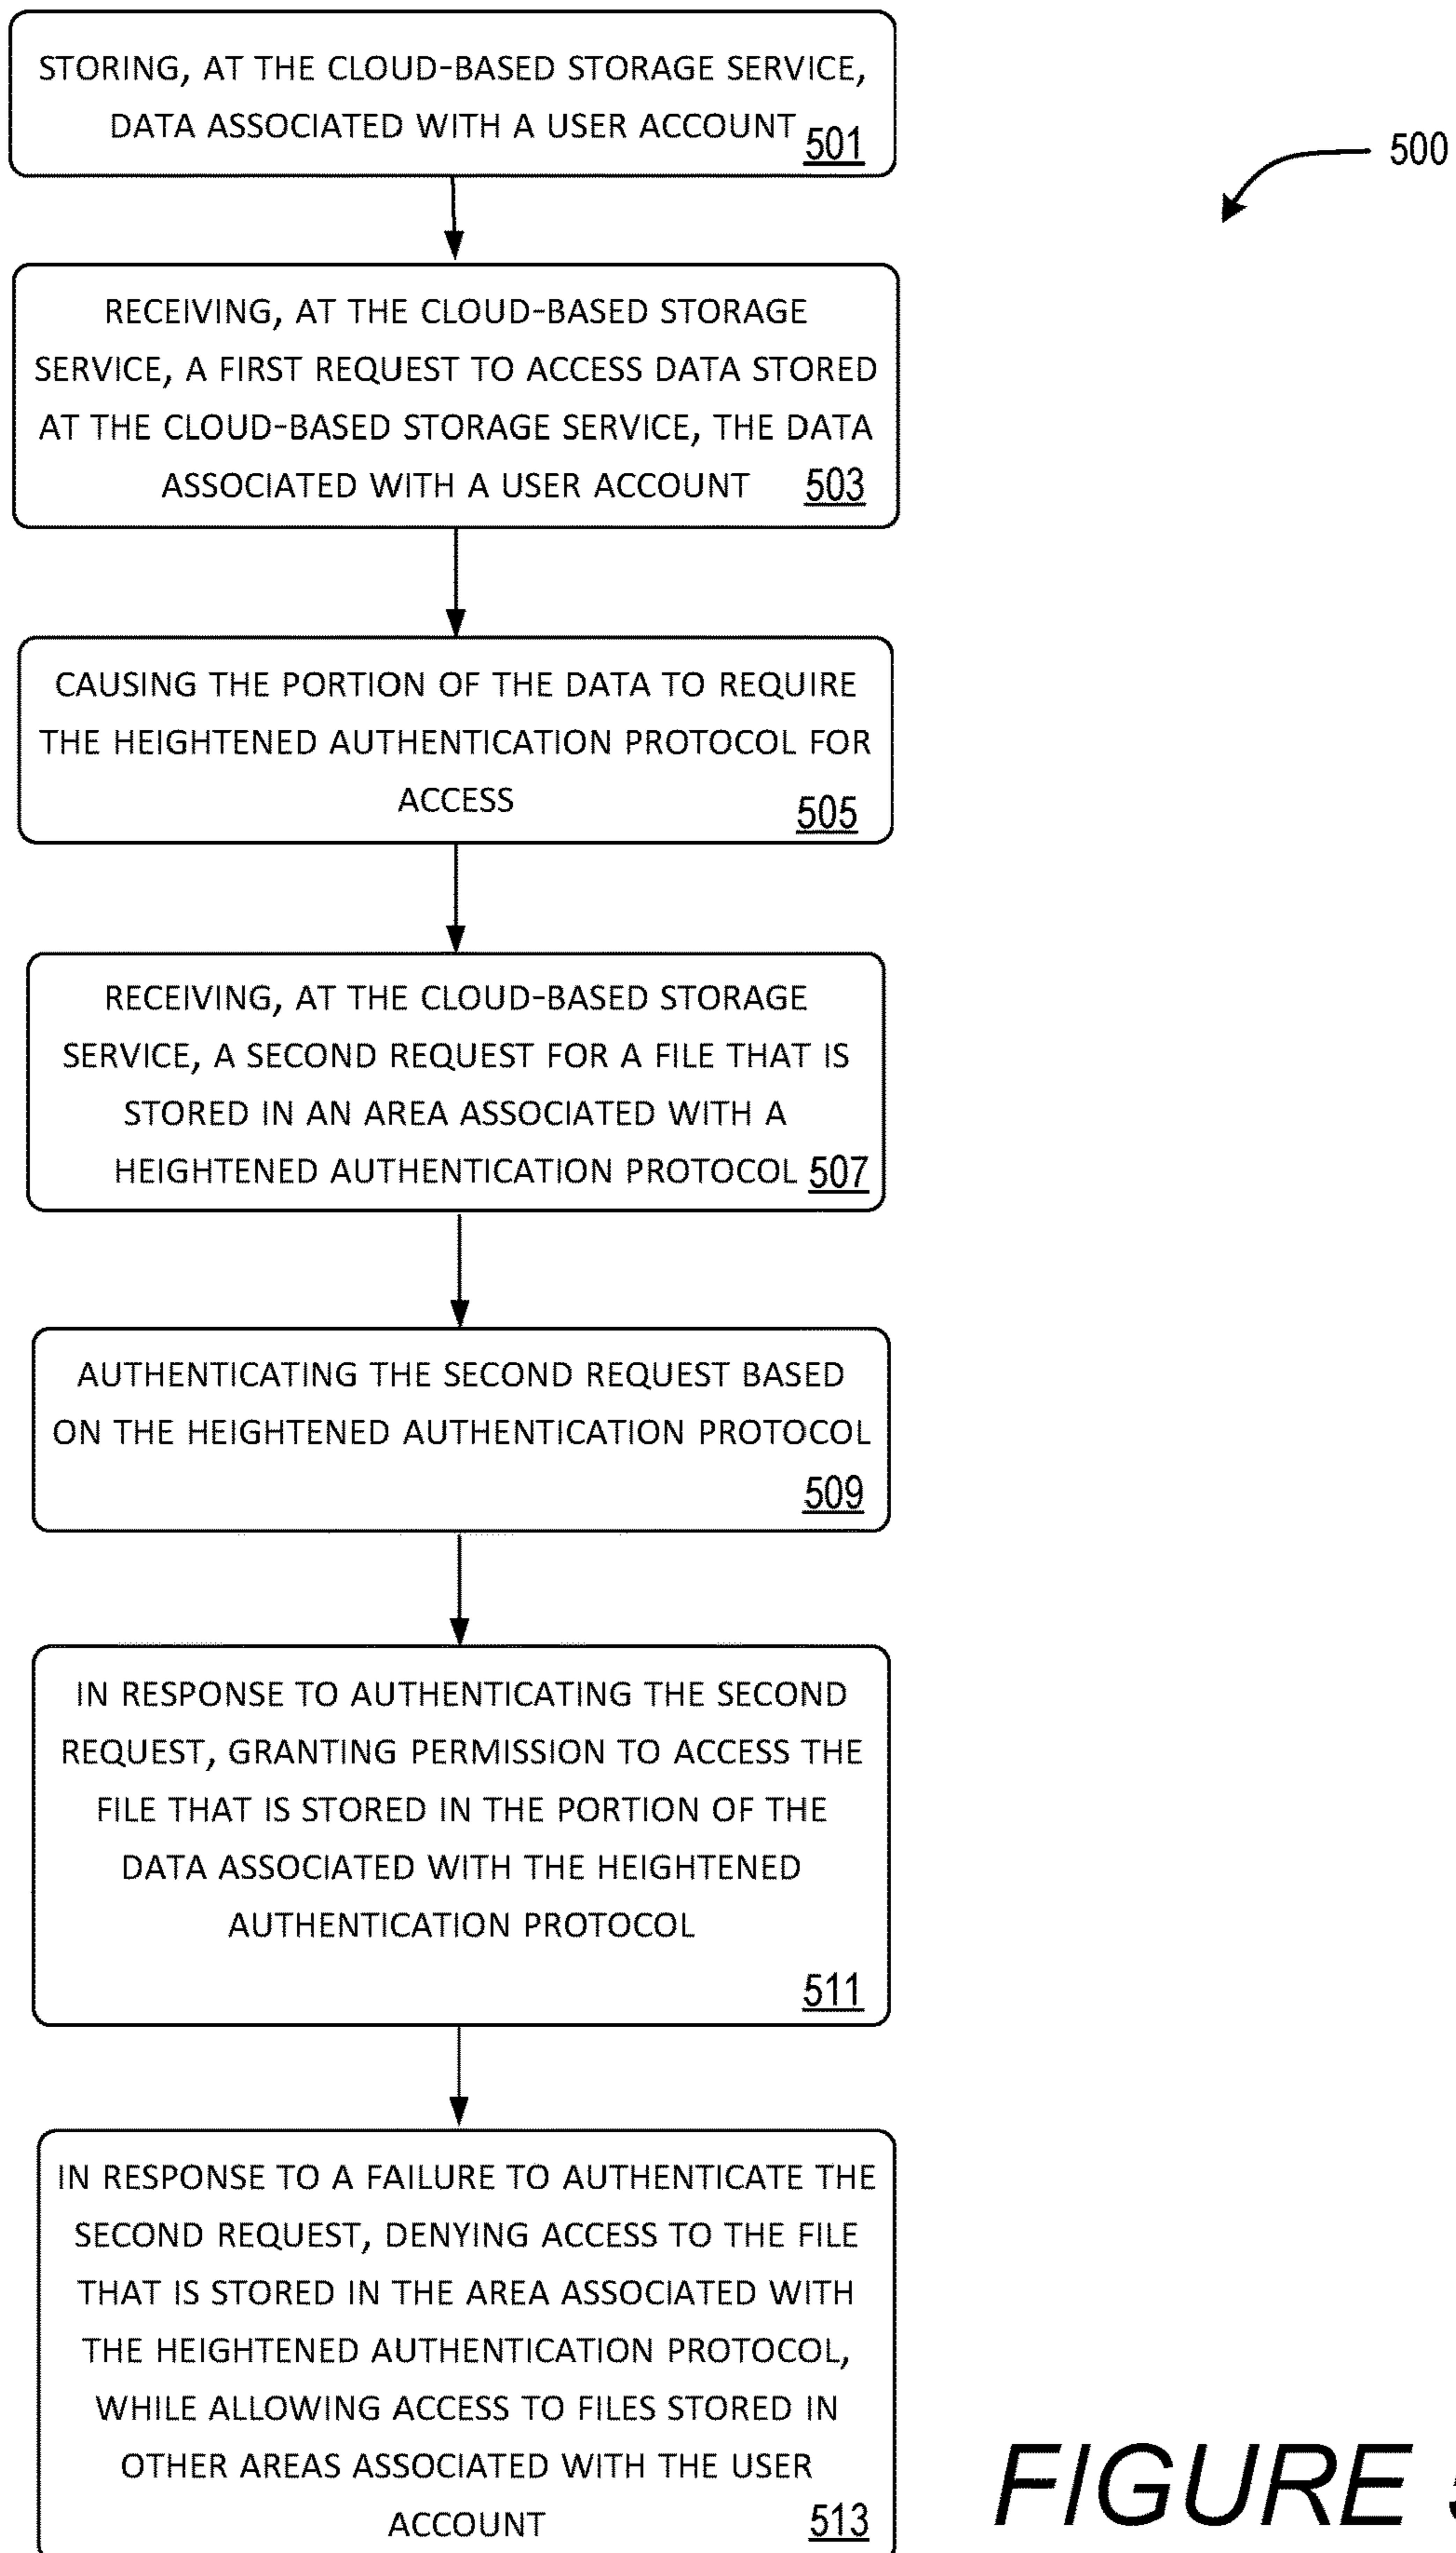 STORING, AT THE CLOUD-BASED STORAGE SERVICE,
DATA ASSOCIATED WITH A USER ACCOUNT 501
500
RECEIVING, AT THE CLOUD-BASED STORAGE
SERVICE, A FIRST REQUEST TO ACCESS DATA STORED
AT THE CLOUD-BASED STORAGE SERVICE, THE DATA
ASSOCIATED WITH A USER ACCOUNT 503
CAUSING THE PORTION OF THE DATA TO REQUIRE
THE HEIGHTENED AUTHENTICATION PROTOCOL FOR
ACCESS 505
RECEIVING, AT THE CLOUD-BASED STORAGE
SERVICE, A SECOND REQUEST FOR A FILE THAT IS
STORED IN AN AREA ASSOCIATED WITH A
HEIGHTENED AUTHENTICATION PROTOCOL 507
AUTHENTICATING THE SECOND REQUEST BASED
ON THE HEIGHTENED AUTHENTICATION PROTOCOL
509
IN RESPONSE TO AUTHENTICATING THE SECOND
REQUEST, GRANTING PERMISSION TO ACCESS THE
FILE THAT IS STORED IN THE PORTION OF THE
DATA ASSOCIATED WITH THE HEIGHTENED
AUTHENTICATION PROTOCOL
511
IN RESPONSE TO A FAILURE TO AUTHENTICATE THE
SECOND REQUEST, DENYING ACCESS TO THE FILE
THAT IS STORED IN THE AREA ASSOCIATED WITH
THE HEIGHTENED AUTHENTICATION PROTOCOL,
WHILE ALLOWING ACCESS TO FILES STORED IN
OTHER AREAS ASSOCIATED WITH THE USER
ACCOUNT 513
FIGURE 5